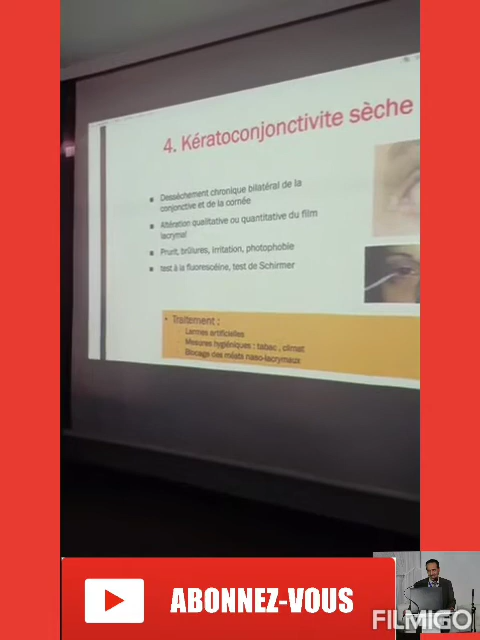 4. Kératoconjonctivite sèche
Dessèchement chronique bilatéral de la
conjonctive et de la cornée
Altération qualitative ou quantitative du film
lacrymal
Prurit, brûlures, irritation, photophobie
test à la fluorescéine, test de Schirmer
Traitement :
Larmes artificielles
Mesures hygiéniques : tabac , climat
Blocage des méats naso-lacrymaux
ABONNEZ-VOUS
FILMIGO